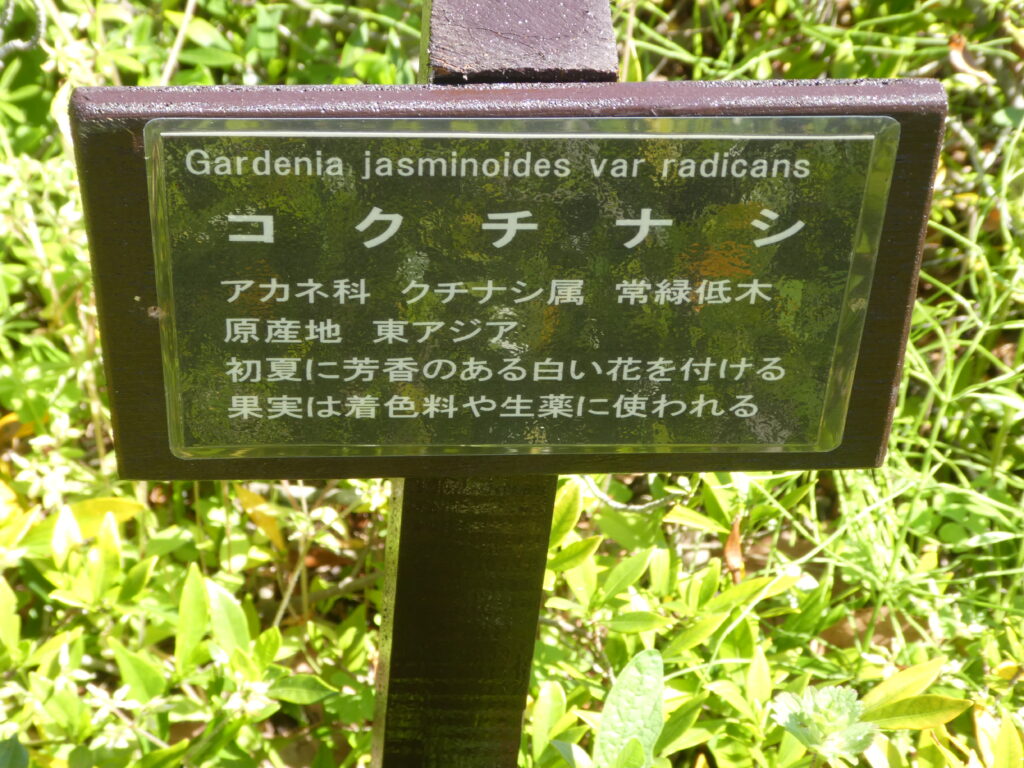 Gardenia jasminoides var radicans
コクチナシ
アカネ科 クチナシ属 常緑低木
原産地 東アジア
初夏に芳香のある白い花を付ける
果実は着色料や生薬に使われる